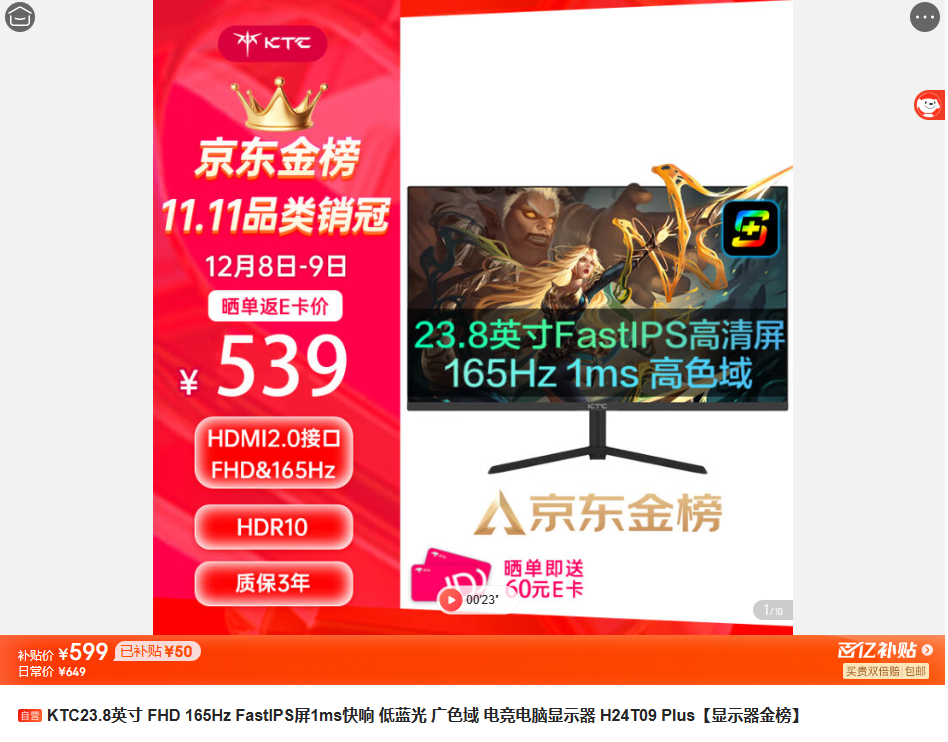 KTC
京东金榜
11.11品类销冠
12月8日-9日
晒单返E卡价
¥539
HDMI2.0接口
FHD&165Hz
HDR10
质保3年
23.8英寸FastIPS高清屏
165Hz 1ms 高色域
KTC
京东金榜
晒单即送
60元E卡
00'23"
1/10
补贴价 ¥599 已补贴¥50
日常价 ¥649
百亿补贴
买贵双倍赔 包邮
自营 KTC23.8英寸 FHD 165Hz FastIPS屏1ms快响 低蓝光 广色域 电竞电脑显示器 H24T09 Plus【显示器金榜】